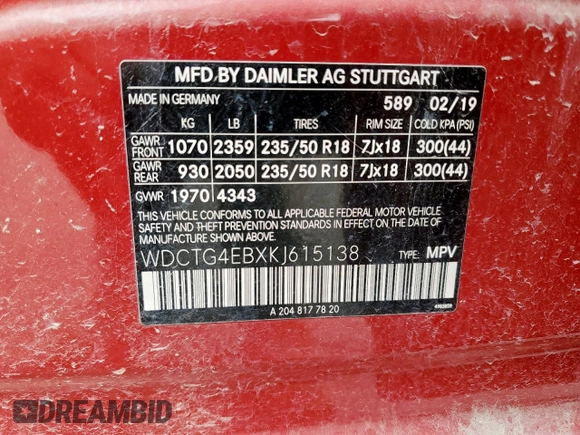 MFD BY DAIMLER AG STUTTGART
MADE IN GERMANY 589 02/19
KG LB TIRES RIM SIZE COLD KPA (PSI)
GAWR FRONT 1070 2359 235/50 R18 7Jx18 300(44)
GAWR REAR 930 2050 235/50 R18 7Jx18 300(44)
GVWR 1970 4343
THIS VEHICLE CONFORMS TO ALL APPLICABLE FEDERAL MOTOR VEHICLE
SAFETY, BUMPER, AND THEFT PREVENTION STANDARDS IN EFFECT ON THE DATE OF
MANUFACTURE SHOWN ABOVE.
WDCTG4EBXKJ615138 TYPE: MPV
A 204 817 78 20
DREAMBID